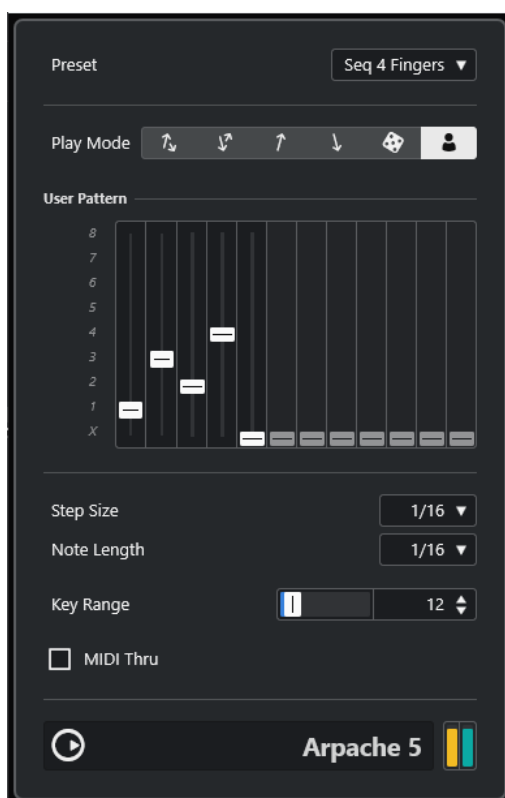 Preset Seq 4 Fingers
Play Mode
User Pattern
8
7
6
5
4
3
2
1
X
Step Size 1/16
Note Length 1/16
Key Range 12
MIDI Thru
Arpache 5